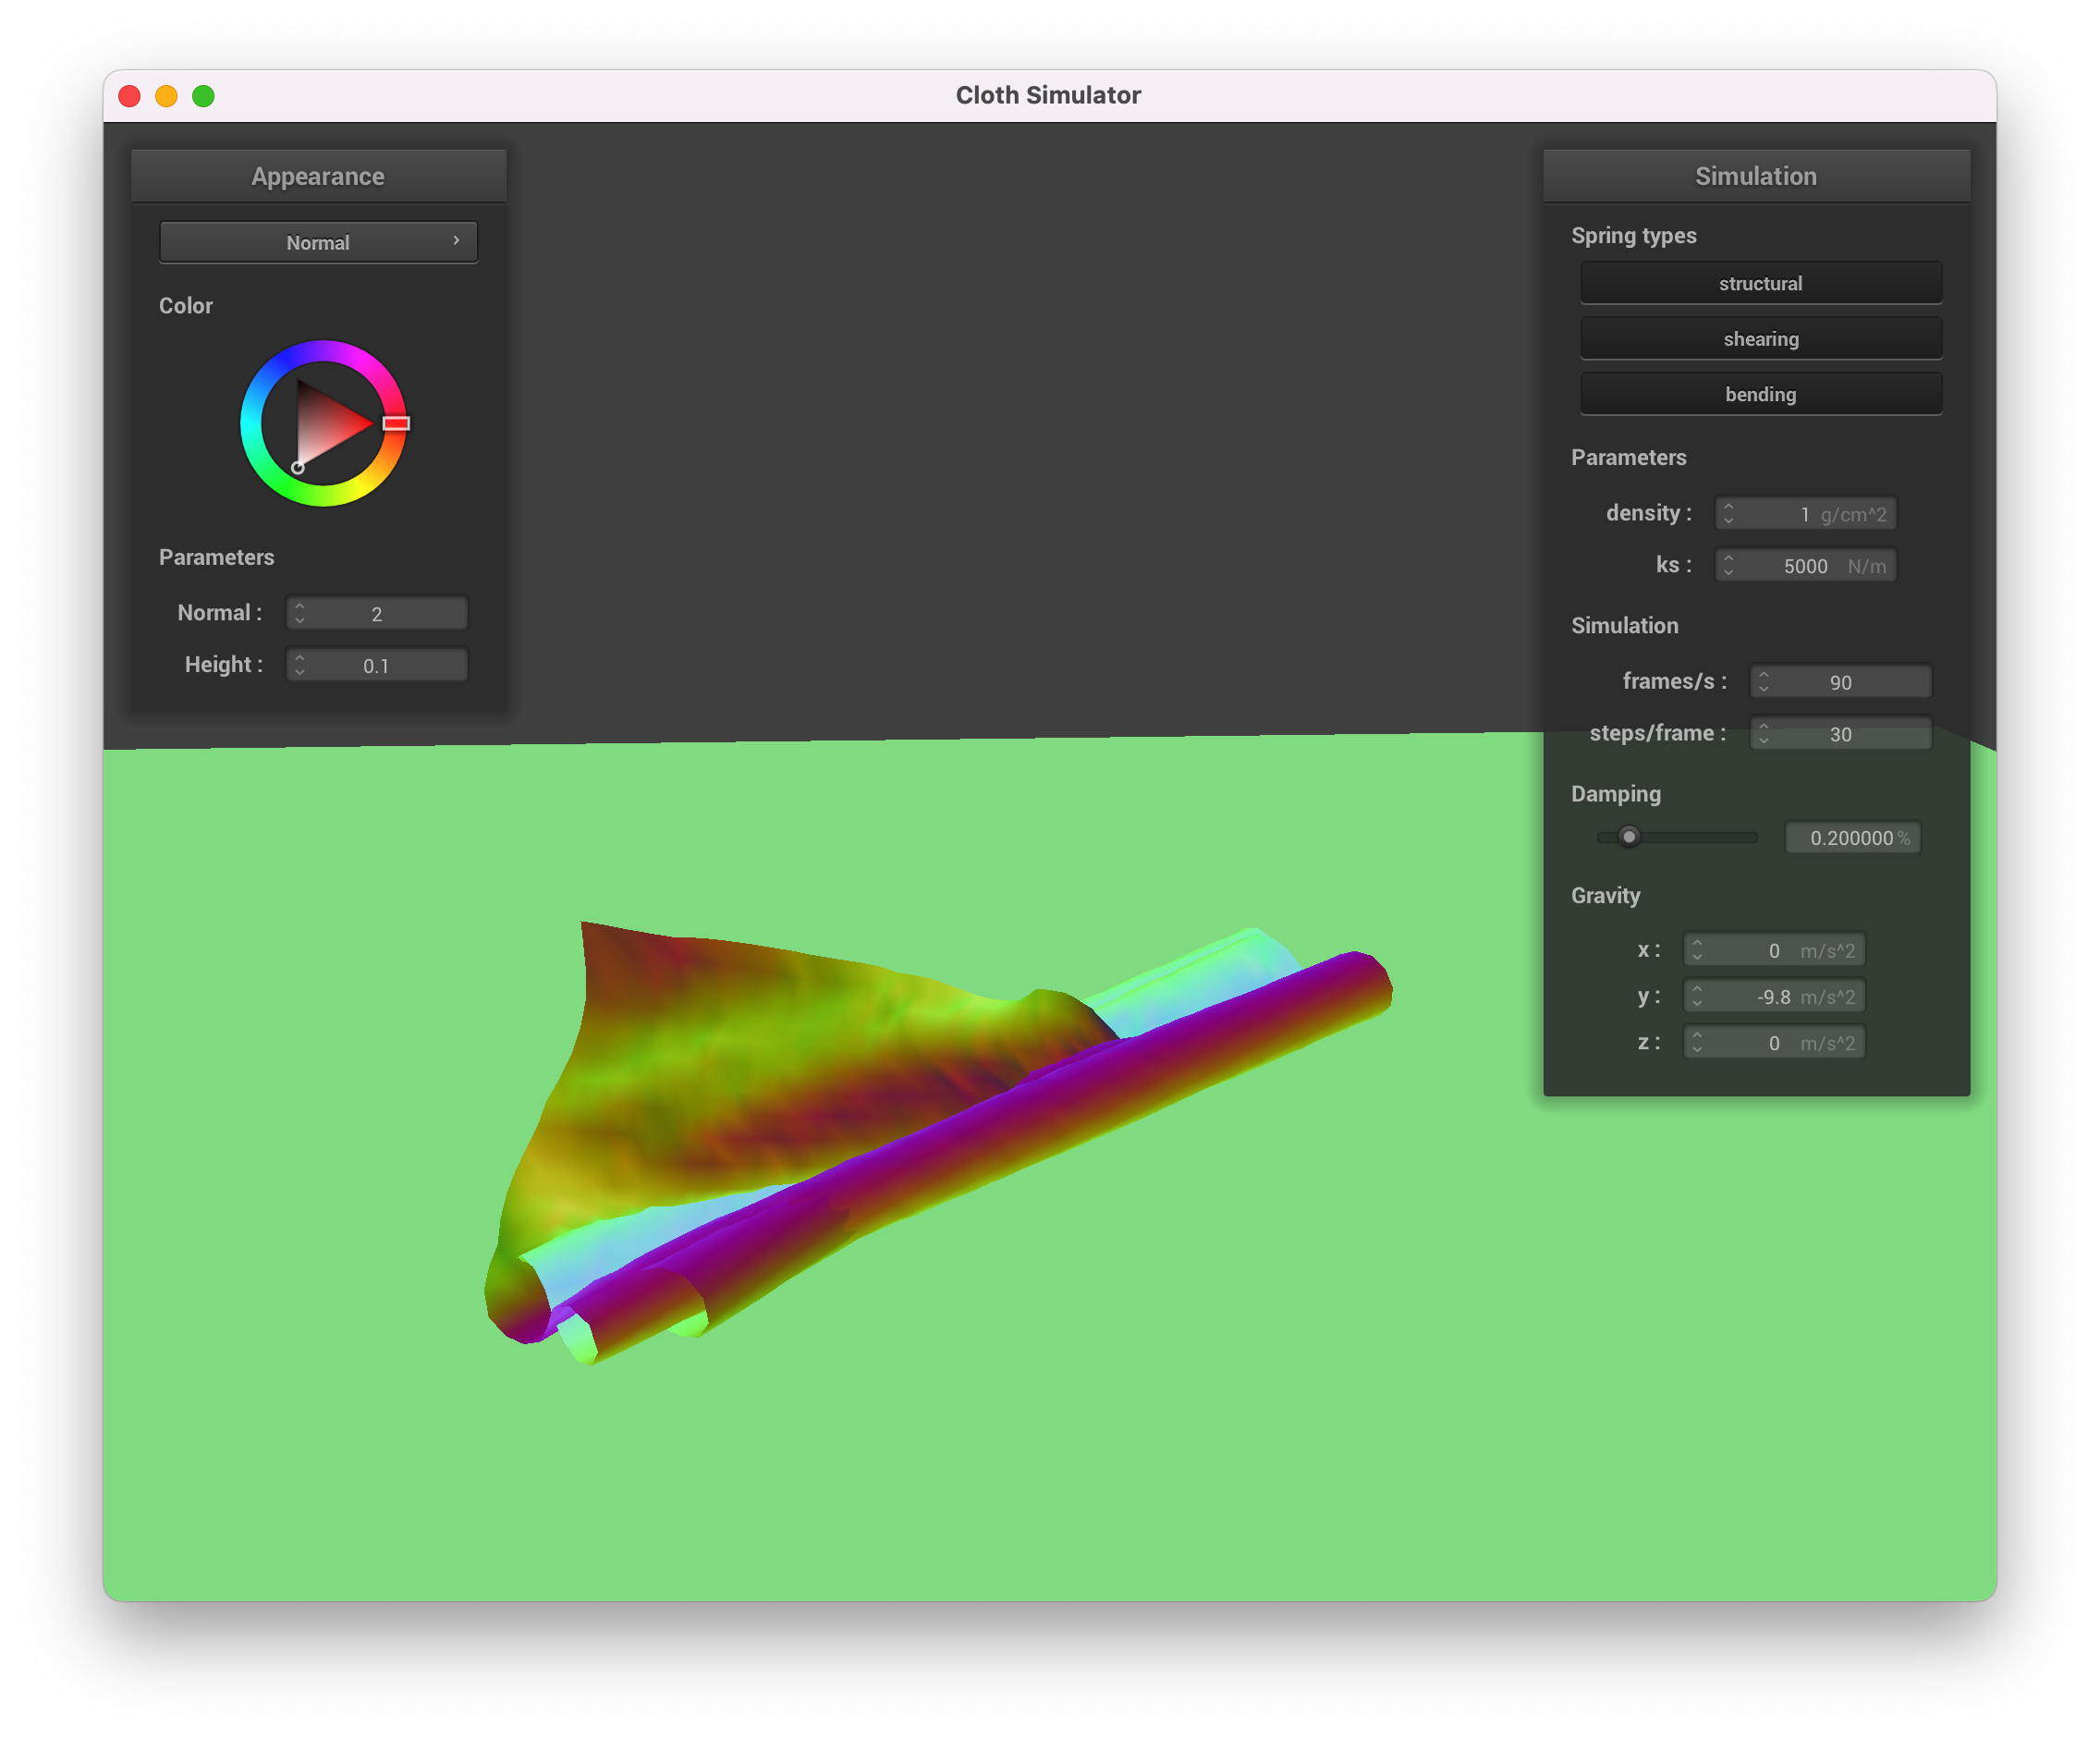 Cloth Simulator
Appearance
Normal
Color
Parameters
Normal : 2
Height : 0.1
Simulation
Spring types
structural
shearing
bending
Parameters
density : 1 g/cm^2
ks : 5000 N/m
Simulation
frames/s : 90
steps/frame : 30
Damping
0.200000 %
Gravity
x : 0 m/s^2
y : -9.8 m/s^2
z : 0 m/s^2